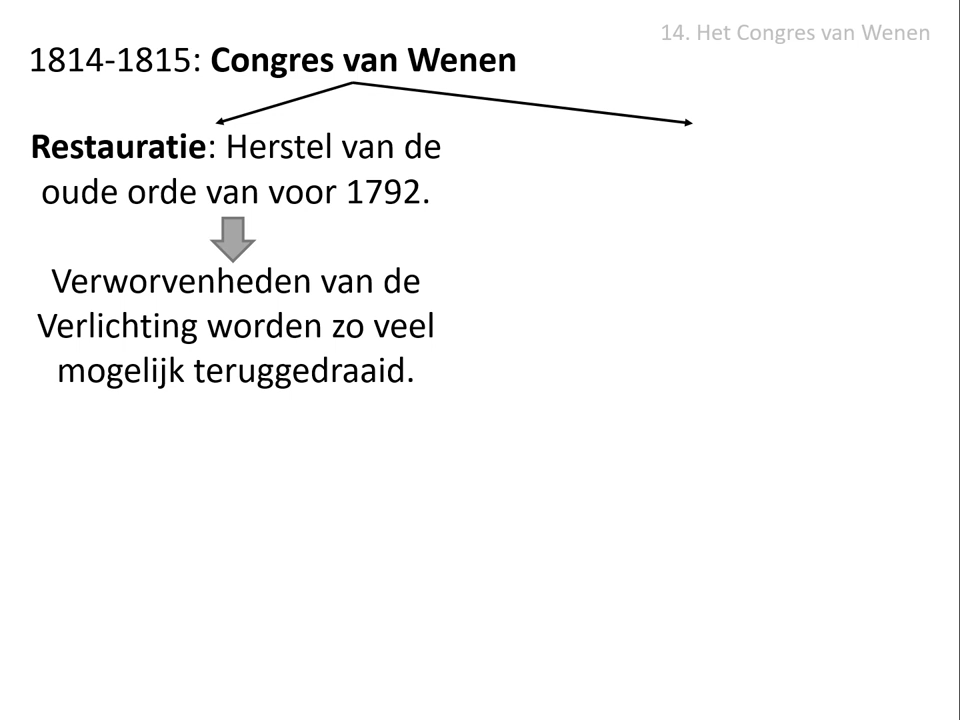 14. Het Congres van Wenen
1814-1815: Congres van Wenen
Restauratie: Herstel van de
oude orde van voor 1792.
Verworvenheden van de
Verlichting worden zo veel
mogelijk teruggedraaid.